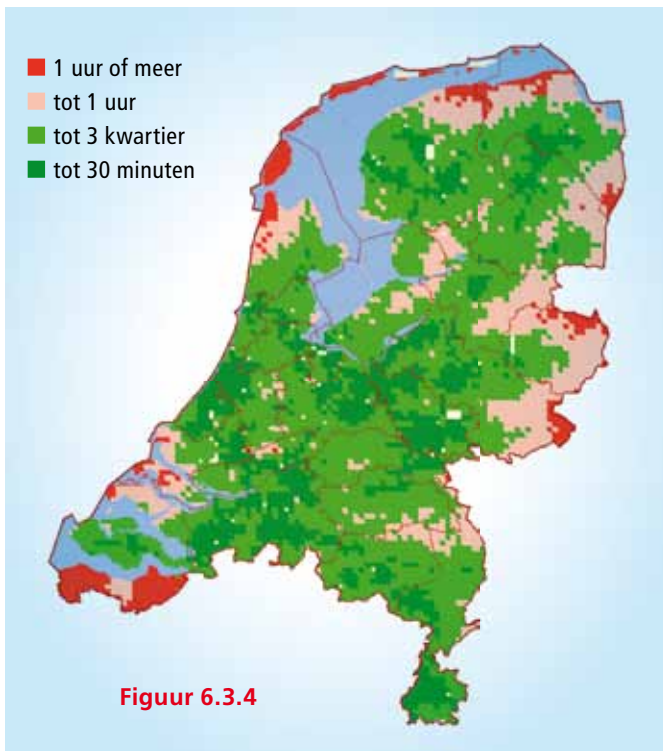 1 uur of meer
tot 1 uur
tot 3 kwartier
tot 30 minuten
Figuur 6.3.4